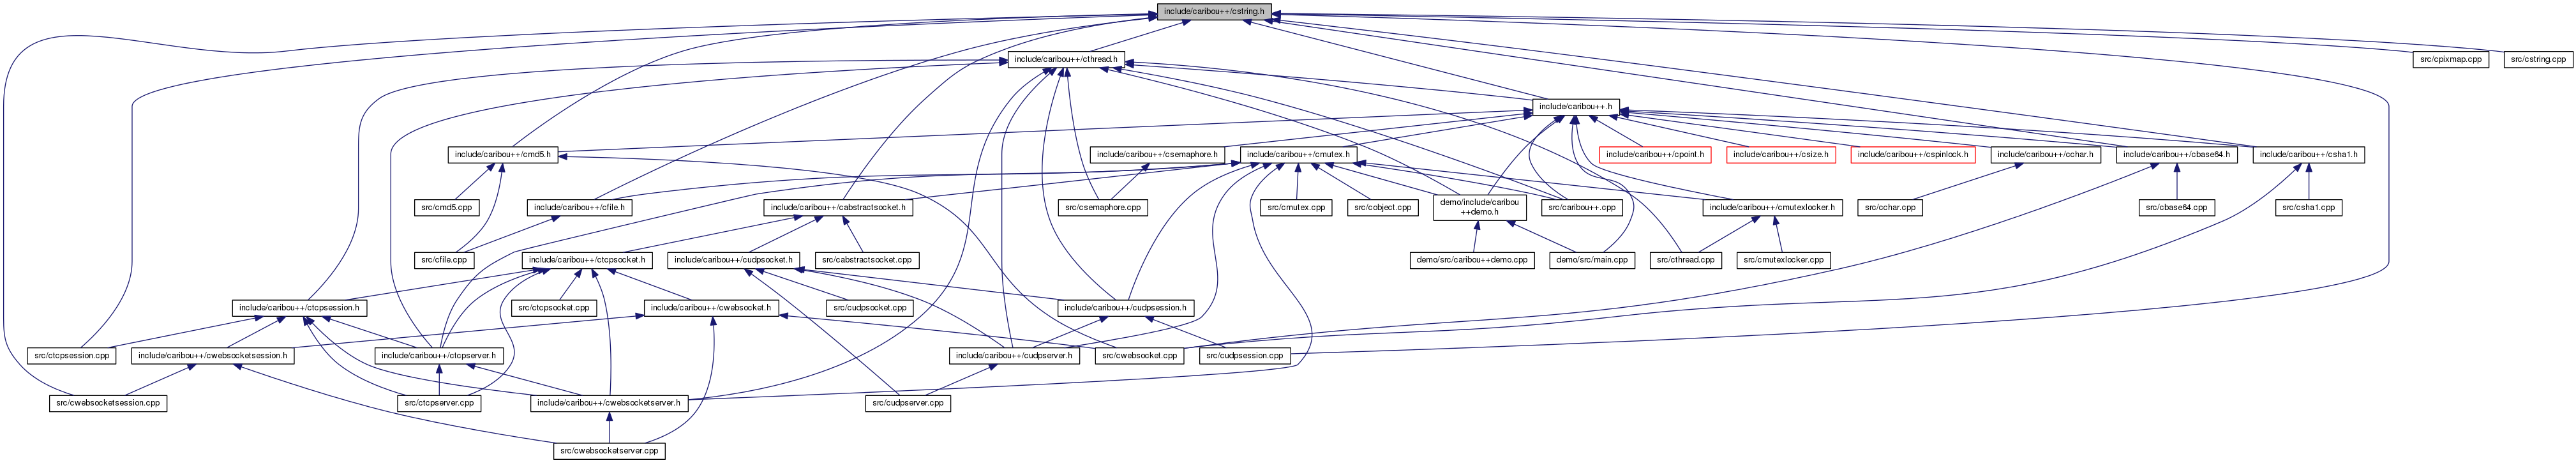 include/caribou++/cstring.h
include/caribou++/cthread.h
src/cpixmap.cpp
src/cstring.cpp
include/caribou++.h
include/caribou++/cmd5.h
include/caribou++/csemaphore.h
include/caribou++/cmutex.h
include/caribou++/cpoint.h
include/caribou++/csize.h
include/caribou++/cspinlock.h
include/caribou++/cchar.h
include/caribou++/cbase64.h
include/caribou++/csha1.h
src/cmd5.cpp
include/caribou++/cfile.h
include/caribou++/cabstractsocket.h
src/csemaphore.cpp
src/cmutex.cpp
src/cobject.cpp
demo/include/caribou
++demo.h
src/caribou++.cpp
include/caribou++/cmutexlocker.h
src/cchar.cpp
src/cbase64.cpp
src/csha1.cpp
src/cfile.cpp
include/caribou++/ctcpsocket.h
include/caribou++/cudpsocket.h
src/cabstractsocket.cpp
demo/src/caribou++demo.cpp
demo/src/main.cpp
src/cthread.cpp
src/cmutexlocker.cpp
include/caribou++/ctcpsession.h
src/ctcpsocket.cpp
include/caribou++/cwebsocket.h
src/cudpsocket.cpp
include/caribou++/cudpsession.h
src/ctcpsession.cpp
include/caribou++/cwebsocketsession.h
include/caribou++/ctcpserver.h
include/caribou++/cudpserver.h
src/cwebsocket.cpp
src/cudpsession.cpp
src/cwebsocketsession.cpp
src/ctcpserver.cpp
include/caribou++/cwebsocketserver.h
src/cudpserver.cpp
src/cwebsocketserver.cpp